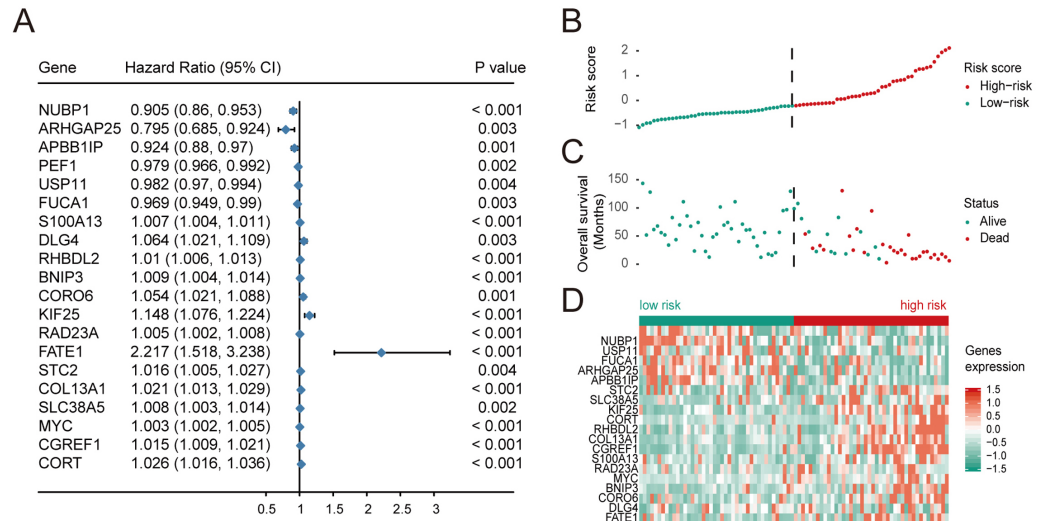 A
Gene Hazard Ratio (95% CI) P value
NUBP1 0.905 (0.86, 0.953) < 0.001
ARHGAP25 0.795 (0.685, 0.924) 0.003
APBB1IP 0.924 (0.88, 0.97) 0.001
PEF1 0.979 (0.966, 0.992) 0.002
USP11 0.982 (0.97, 0.994) 0.004
FUCA1 0.969 (0.949, 0.99) 0.003
S100A13 1.007 (1.004, 1.011) < 0.001
DLG4 1.064 (1.021, 1.109) 0.003
RHBDL2 1.01 (1.006, 1.013) < 0.001
BNIP3 1.009 (1.004, 1.014) < 0.001
CORO6 1.054 (1.021, 1.088) 0.001
KIF25 1.148 (1.076, 1.224) < 0.001
RAD23A 1.005 (1.002, 1.008) < 0.001
FATE1 2.217 (1.518, 3.238) < 0.001
STC2 1.016 (1.005, 1.027) 0.004
COL13A1 1.021 (1.013, 1.029) < 0.001
SLC38A5 1.008 (1.003, 1.014) 0.002
MYC 1.003 (1.002, 1.005) < 0.001
CGREF1 1.015 (1.009, 1.021) < 0.001
CORT 1.026 (1.016, 1.036) < 0.001
0.5 1 1.5 2 2.5 3
B
Risk score
2
1
0
−1
Risk score
High−risk
Low−risk
C
Overall survival
(Months)
150
100
50
0
Status
Alive
Dead
D
low risk high risk
NUBP1
USP11
FUCA1
ARHGAP25
APBB1IP
STC2
SLC38A5
KIF25
CORT
RHBDL2
COL13A1
CGREF1
S100A13
RAD23A
MYC
BNIP3
CORO6
DLG4
FATE1
Genes
expression
1.5
1.0
0.5
0.0
−0.5
−1.0
−1.5